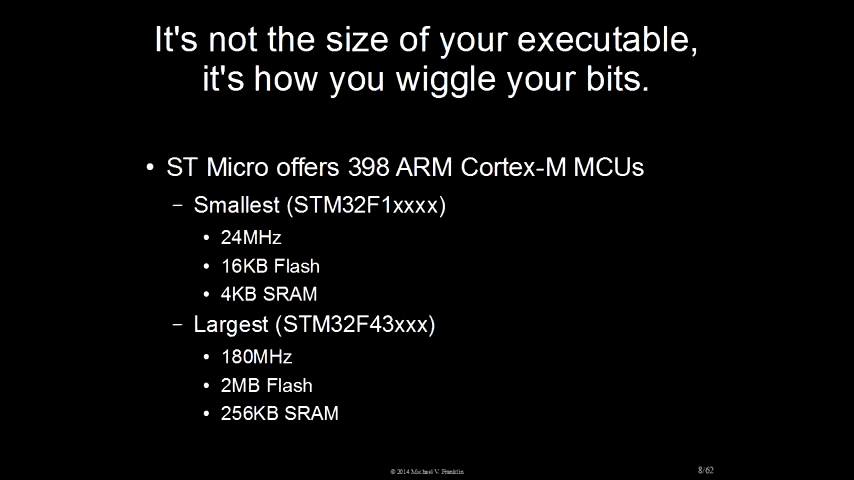 It's not the size of your executable,
it's how you wiggle your bits.
• ST Micro offers 398 ARM Cortex-M MCUs
– Smallest (STM32F1xxxx)
• 24MHz
• 16KB Flash
• 4KB SRAM
– Largest (STM32F43xxx)
• 180MHz
• 2MB Flash
• 256KB SRAM
© 2014 Michael V. Franklin
8/62